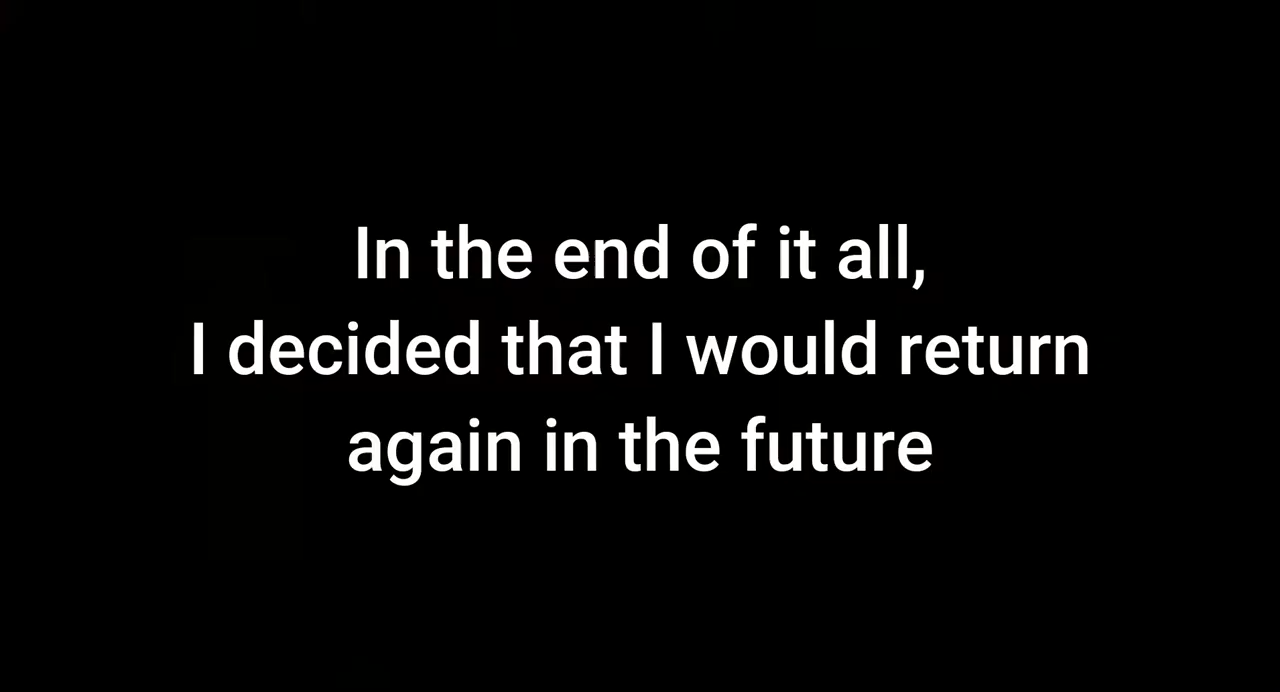 In the end of it all,
I decided that I would return
again in the future